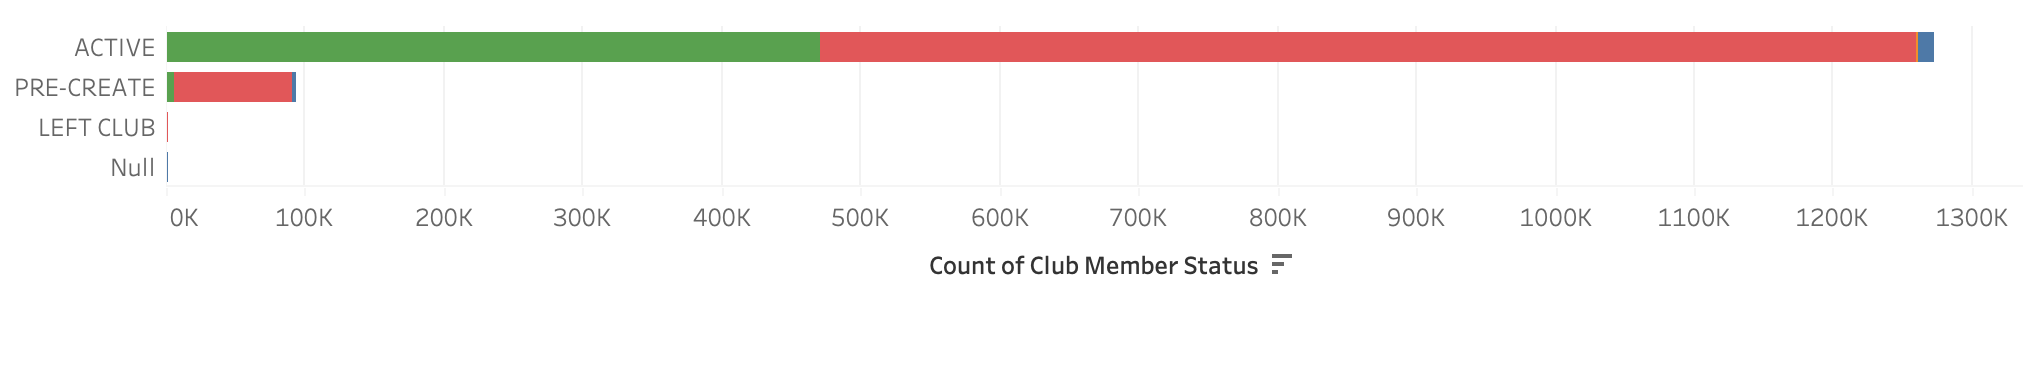 ACTIVE
PRE-CREATE
LEFT CLUB
Null
0K 100K 200K 300K 400K 500K 600K 700K 800K 900K 1000K 1100K 1200K 1300K
Count of Club Member Status